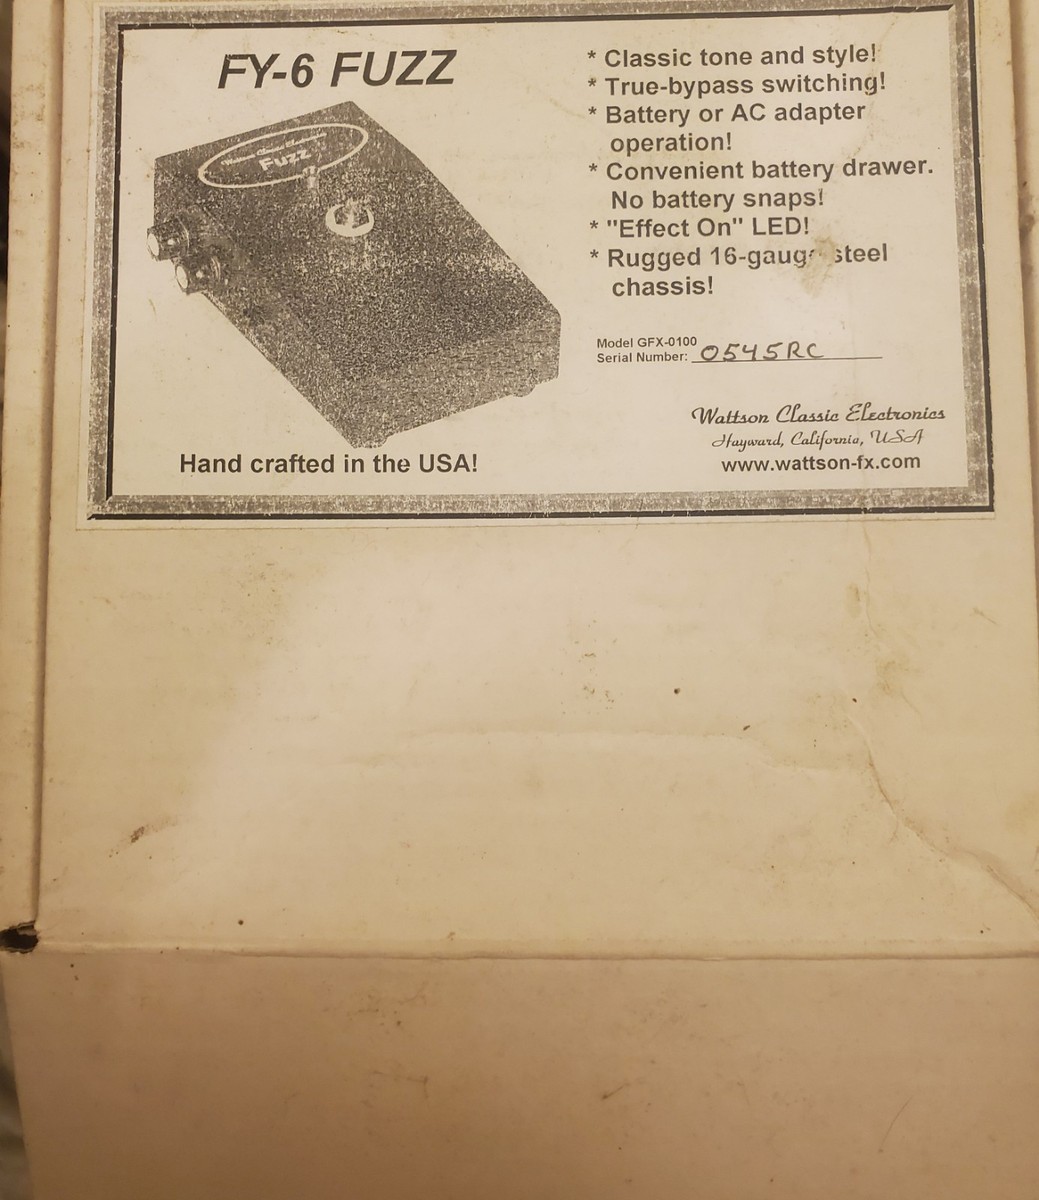 FY-6 FUZZ
Fuzz
Hand crafted in the USA!
* Classic tone and style!
* True-bypass switching!
* Battery or AC adapter
operation!
* Convenient battery drawer.
No battery snaps!
* "Effect On" LED!
* Rugged 16-gauge steel
chassis!
Model GFX-0100
Serial Number: 0545RC
Wattson Classic Electronics
Hayward, California, USA
www.wattson-fx.com